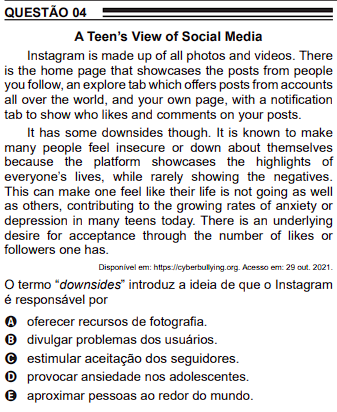 QUESTÃO 04
A Teen's View of Social Media
Instagram is made up of all photos and videos. There
is the home page that showcases the posts from people
you follow, an explore tab which offers posts from accounts
all over the world, and your own page, with a notification
tab to show who likes and comments on your posts.
It has some downsides though. It is known to make
many people feel insecure or down about themselves
because the platform showcases the highlights of
everyone's lives, while rarely showing the negatives.
This can make one feel like their life is not going as well
as others, contributing to the growing rates of anxiety or
depression in many teens today. There is an underlying
desire for acceptance through the number of likes or
followers one has.
Disponível em: https://cyberbullying.org. Acesso em: 29 out. 2021.
O termo "downsides" introduz a ideia de que o Instagram
é responsável por
A oferecer recursos de fotografia.
B divulgar problemas dos usuários.
C estimular aceitação dos seguidores.
D provocar ansiedade nos adolescentes.
E aproximar pessoas ao redor do mundo.